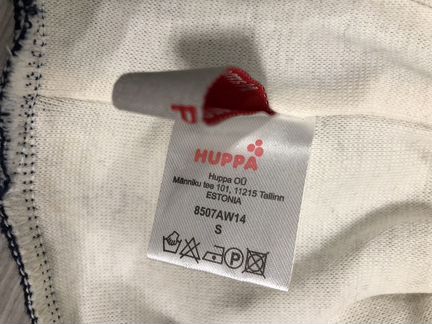 HUPPA
Huppa OÜ
Männiku tee 101, 11215 Tallinn
ESTONIA
8507AW14
S
P